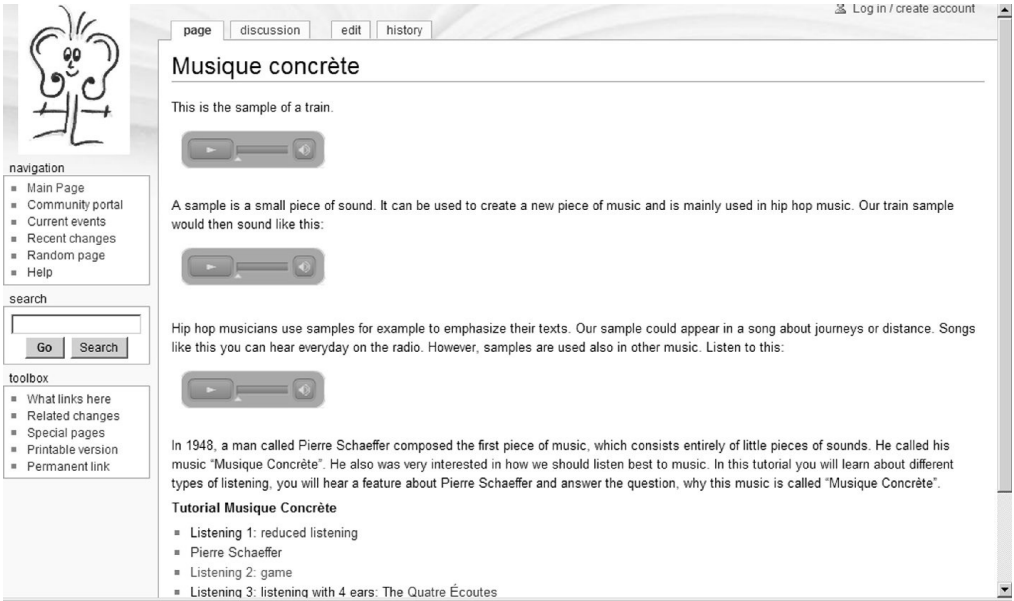 Log in / create account
page
discussion
edit
history
Musique concrète
This is the sample of a train.
A sample is a small piece of sound. It can be used to create a new piece of music and is mainly used in hip hop music. Our train sample
would then sound like this:
Hip hop musicians use samples for example to emphasize their texts. Our sample could appear in a song about journeys or distance. Songs
like this you can hear everyday on the radio. However, samples are used also in other music. Listen to this:
In 1948, a man called Pierre Schaeffer composed the first piece of music, which consists entirely of little pieces of sounds. He called his
music “Musique Concrète”. He also was very interested in how we should listen best to music. In this tutorial you will learn about different
types of listening, you will hear a feature about Pierre Schaeffer and answer the question, why this music is called “Musique Concrète”.
Tutorial Musique Concrète
Listening 1: reduced listening
Pierre Schaeffer
Listening 2: game
Listening 3: listening with 4 ears: The Quatre Écoutes
navigation
Main Page
Community portal
Current events
Recent changes
Random page
Help
search
Go
Search
toolbox
What links here
Related changes
Special pages
Printable version
Permanent link